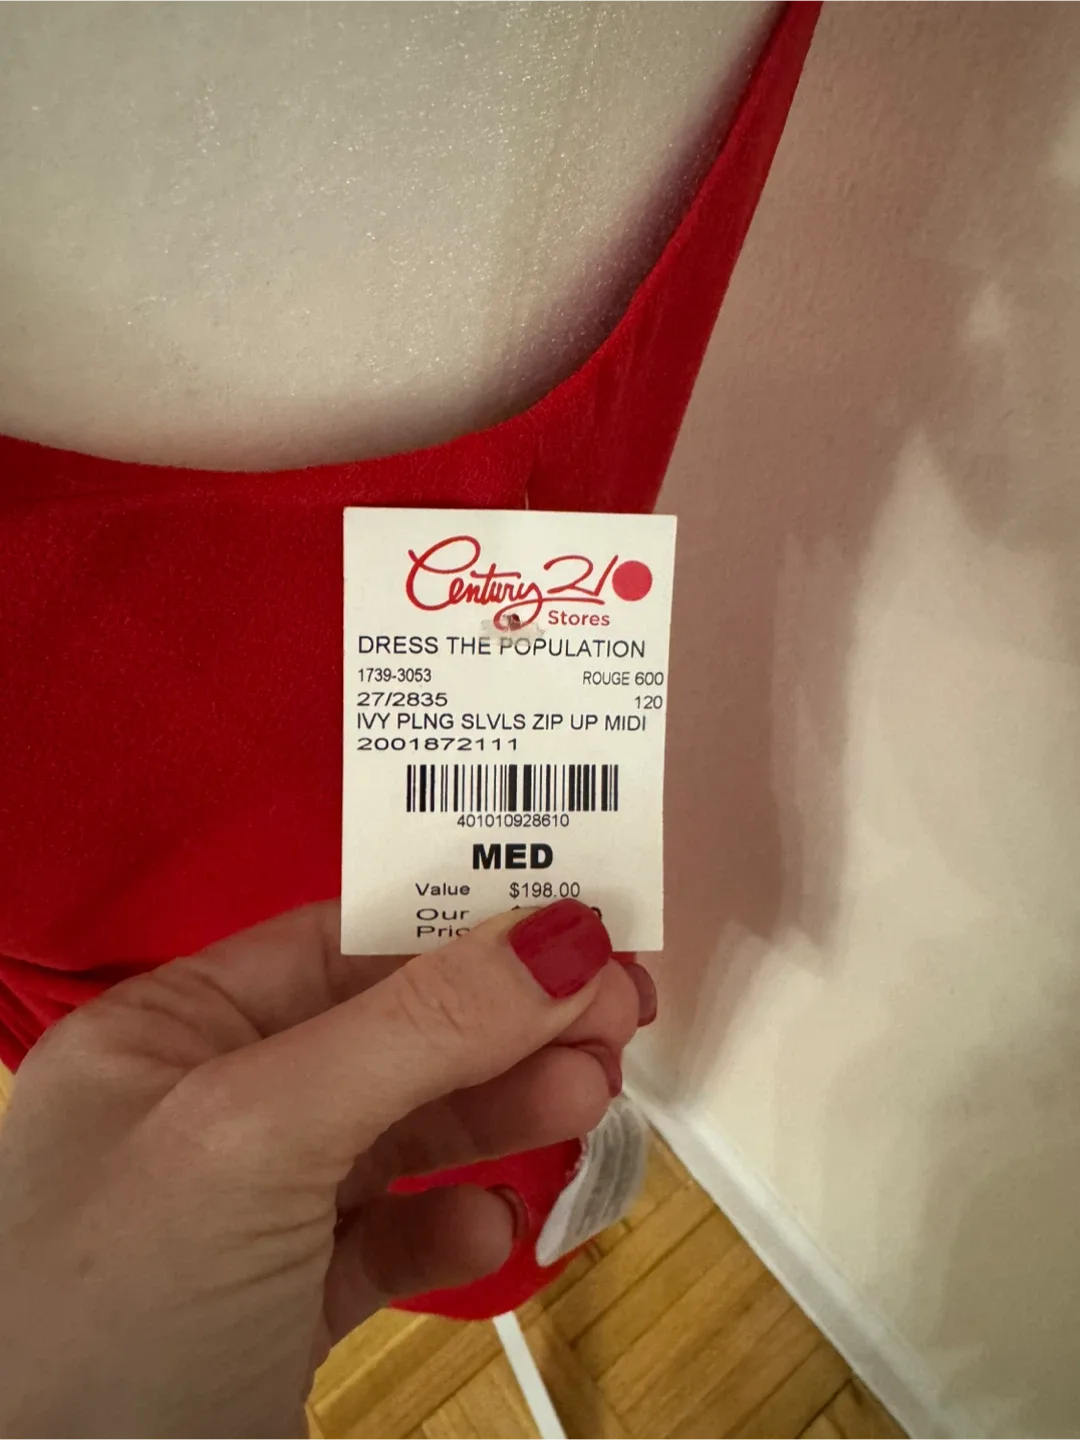 Century 21
Stores
DRESS THE POPULATION
1739-3053 ROUGE 600
27/2835 120
IVY PLNG SLVLS ZIP UP MIDI
2001872111
401010928610
MED
Value $198.00
Our